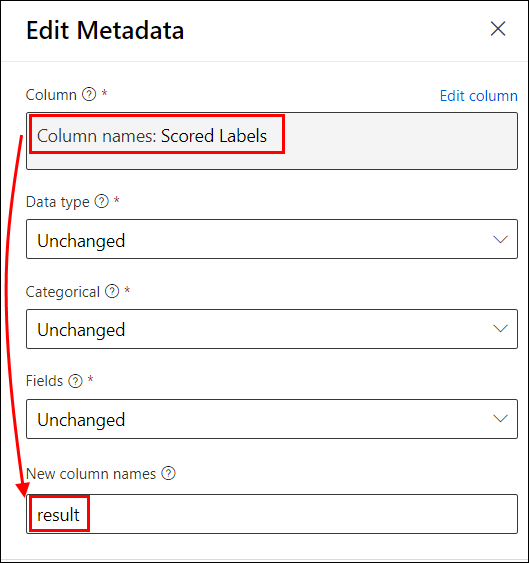 Edit Metadata
Column *
Edit column
Column names: Scored Labels
Data type *
Unchanged
Categorical *
Unchanged
Fields *
Unchanged
New column names
result